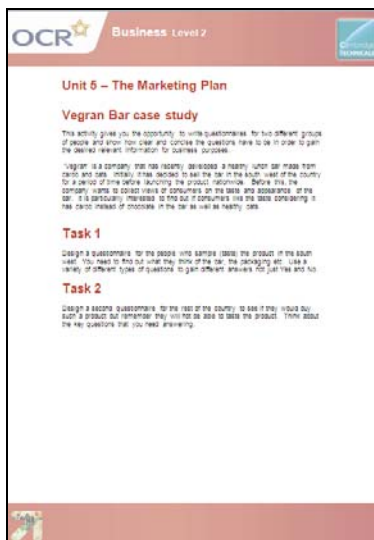 OCR
Business Level 2
Cambridge
TECHNICALS
Unit 5 – The Marketing Plan
Vegran Bar case study
This activity gives you the opportunity to write questionnaires for two different groups
of people and show how clear and concise the questions have to be in order to gain
the desired relevant information for business purposes.
'Vegran' is a company that has recently developed a healthy lunch bar made from
carob and oats. Initially it has decided to sell the bar in the south west of the country
for a period of time before launching the product nationwide. Before this, the
company wants to collect views of consumers on the taste and appearance of the
bar. It is particularly interested to find out if consumers like the taste considering it
has carob instead of chocolate in the bar as well as healthy oats.
Task 1
Design a questionnaire for the people who sample (taste) the product in the south
west. You need to find out what they think of the bar, the packaging etc. Use a
variety of different types of questions to gain different answers not just Yes and No.
Task 2
Design a second questionnaire for the rest of the country to see if they would buy
such a product but remember they will not be able to taste the product. Think about
the key questions that you need answering.